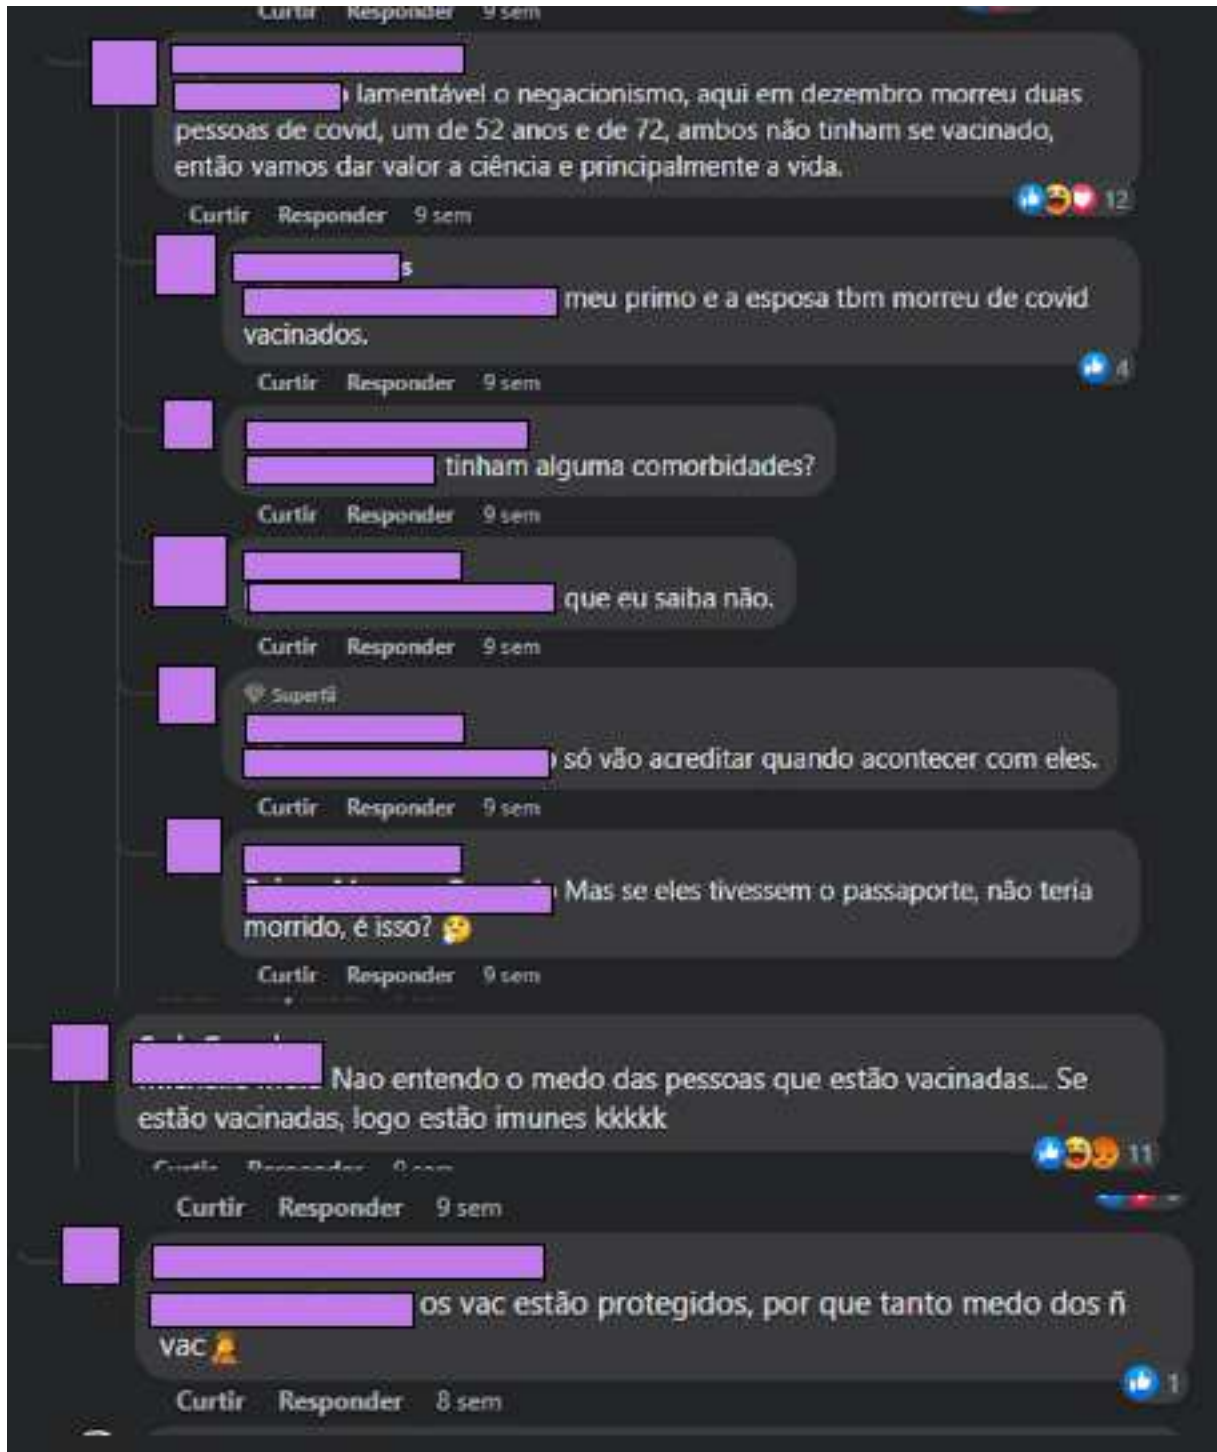 Curtir Responder 9 sem
lamentável o negacionismo, aqui em dezembro morreu duas
pessoas de covid, um de 52 anos e de 72, ambos não tinham se vacinado,
então vamos dar valor a ciência e principalmente a vida.
12
Curtir Responder 9 sem
s
meu primo e a esposa tbm morreu de covid
vacinados.
4
Curtir Responder 9 sem
tinham alguma comorbidades?
Curtir Responder 9 sem
que eu saiba não.
Curtir Responder 9 sem
Superfã
só vão acreditar quando acontecer com eles.
Curtir Responder 9 sem
Mas se eles tivessem o passaporte, não teria
morrido, é isso? 🤔
Curtir Responder 9 sem
Nao entendo o medo das pessoas que estão vacinadas... Se
estão vacinadas, logo estão imunes kkkkk
11
Curtir Responder 9 sem
Curtir Responder 9 sem
os vac estão protegidos, por que tanto medo dos ñ
vac
1
Curtir Responder 8 sem